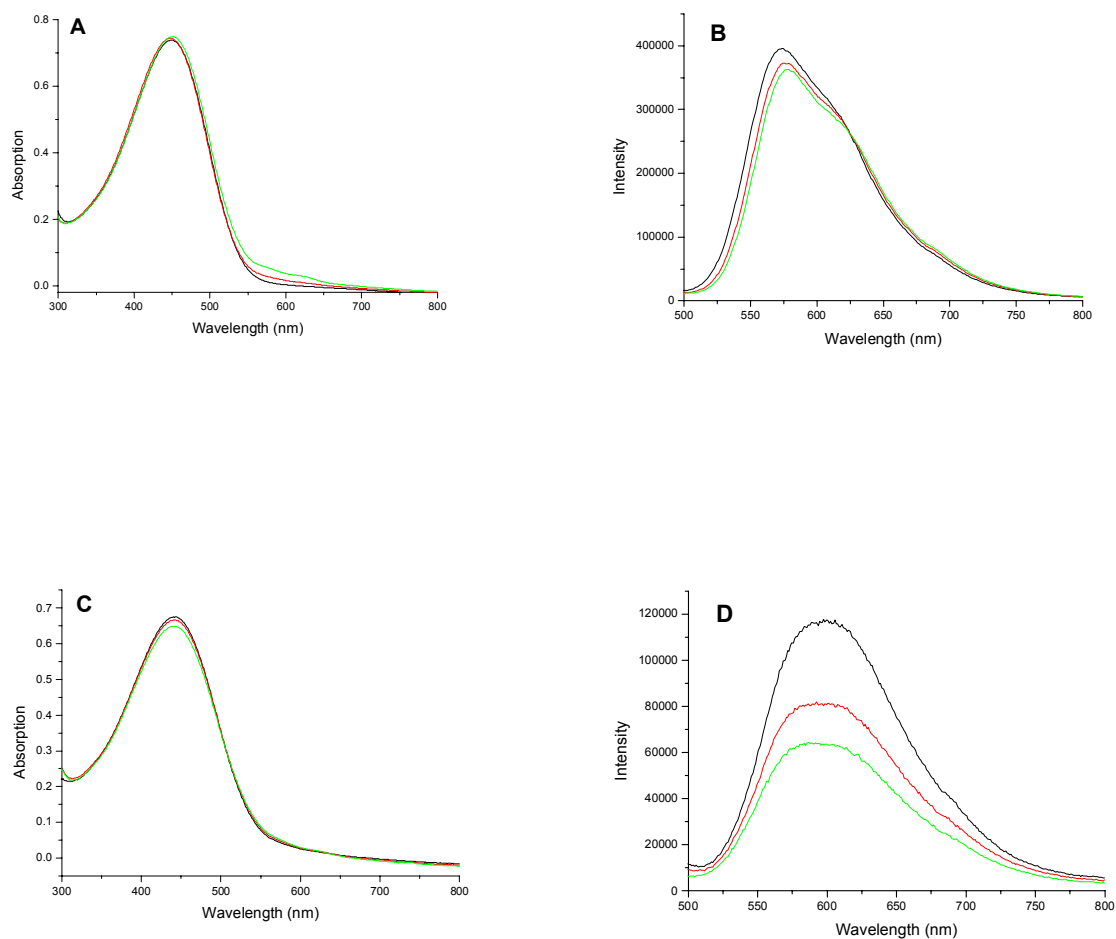 A
0.8
0.6
0.4
0.2
0.0
Absorption
300 400 500 600 700 800
Wavelength (nm)
B
400000
300000
200000
100000
0
Intensity
500 550 600 650 700 750 800
Wavelength (nm)
C
0.7
0.6
0.5
0.4
0.3
0.2
0.1
0.0
Absorption
300 400 500 600 700 800
Wavelength (nm)
D
120000
100000
80000
60000
40000
20000
0
Intensity
500 550 600 650 700 750 800
Wavelength (nm)